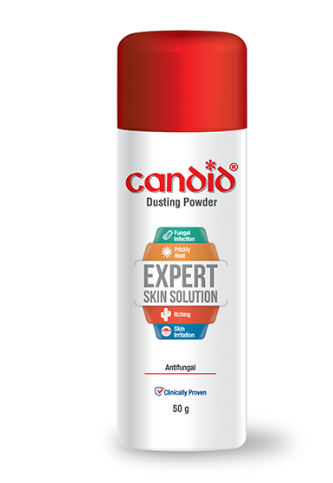 candid®
Dusting Powder
Fungal
Infection
Prickly
Heat
EXPERT
SKIN SOLUTION
Itching
Skin
Irritation
Antifungal
Clinically Proven
50 g